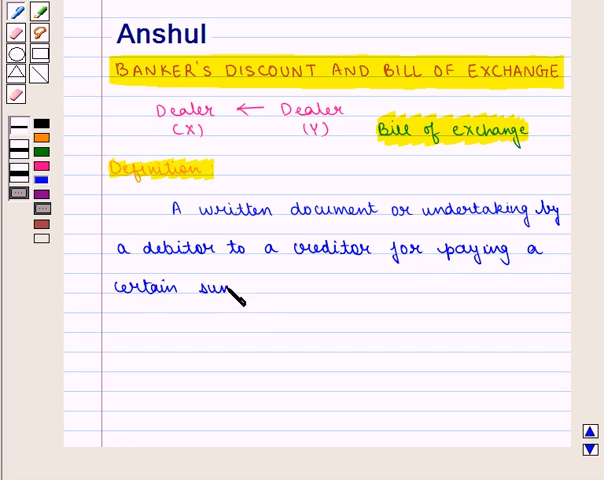 Anshul
BANKER'S DISCOUNT AND BILL OF EXCHANGE
Dealer ← Dealer
(X) (Y) Bill of exchange
Definition
A written document or undertaking by
a debitor to a creditor for paying a
certain sum